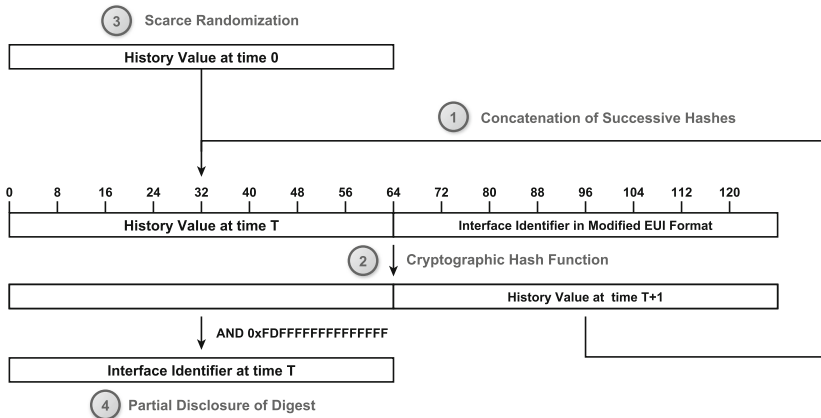 3 Scarce Randomization
History Value at time 0
1 Concatenation of Successive Hashes
0 8 16 24 32 40 48 56 64 72 80 88 96 104 112 120
History Value at time T Interface Identifier in Modified EUI Format
2 Cryptographic Hash Function
History Value at time T+1
AND 0xFDFFFFFFFFFFFFFF
Interface Identifier at time T
4 Partial Disclosure of Digest